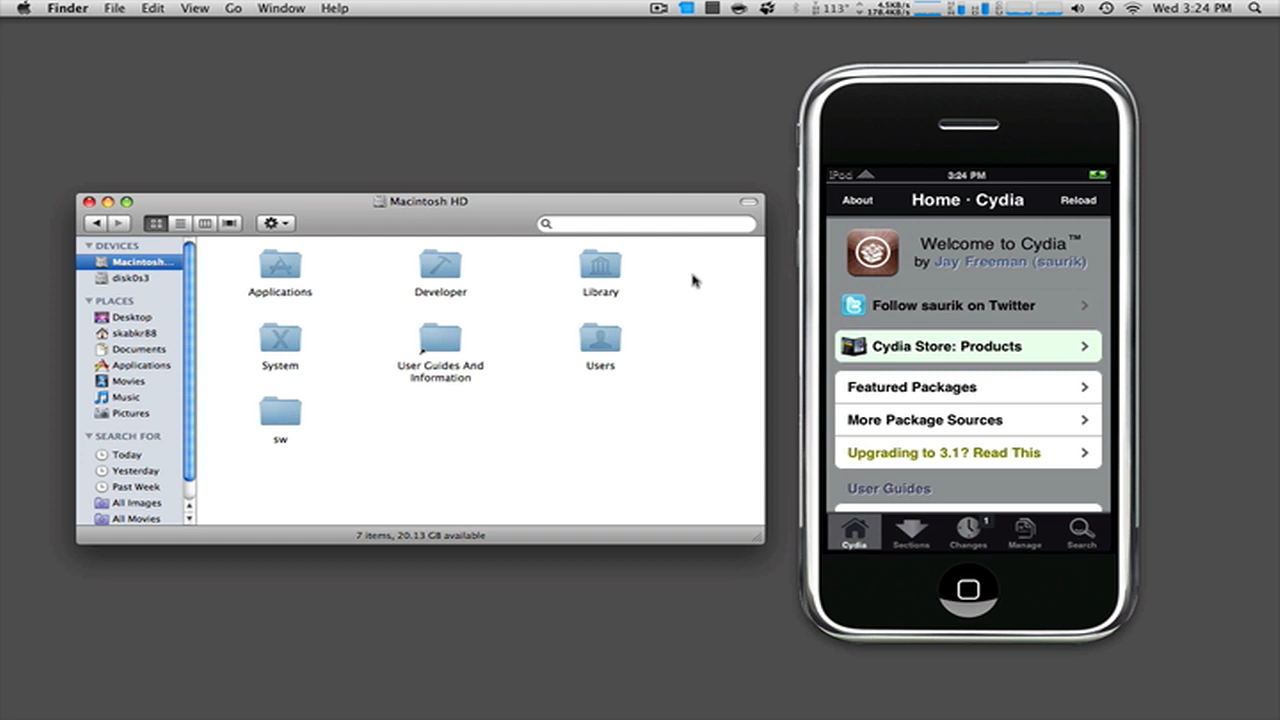 Finder File Edit View Go Window Help
113° 4.5KB/s 178.4KB/s Wed 3:24 PM
Macintosh HD
DEVICES
Macintosh...
disk0s3
PLACES
Desktop
skabkr88
Documents
Applications
Movies
Music
Pictures
SEARCH FOR
Today
Yesterday
Past Week
All Images
All Movies
Applications Developer Library
System User Guides And Information Users
sw
7 items, 20.13 GB available
iPod 3:24 PM
About Home · Cydia Reload
Welcome to Cydia™
by Jay Freeman (saurik)
Follow saurik on Twitter
Cydia Store: Products
Featured Packages
More Package Sources
Upgrading to 3.1? Read This
User Guides
1
Cydia Sections Changes Manage Search